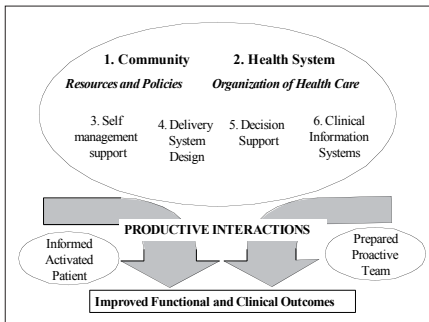 1. Community 2. Health System
Resources and Policies Organization of Health Care
3. Self
management
support
4. Delivery
System
Design
5. Decision
Support
6. Clinical
Information
Systems
PRODUCTIVE INTERACTIONS
Informed
Activated
Patient
Prepared
Proactive
Team
Improved Functional and Clinical Outcomes